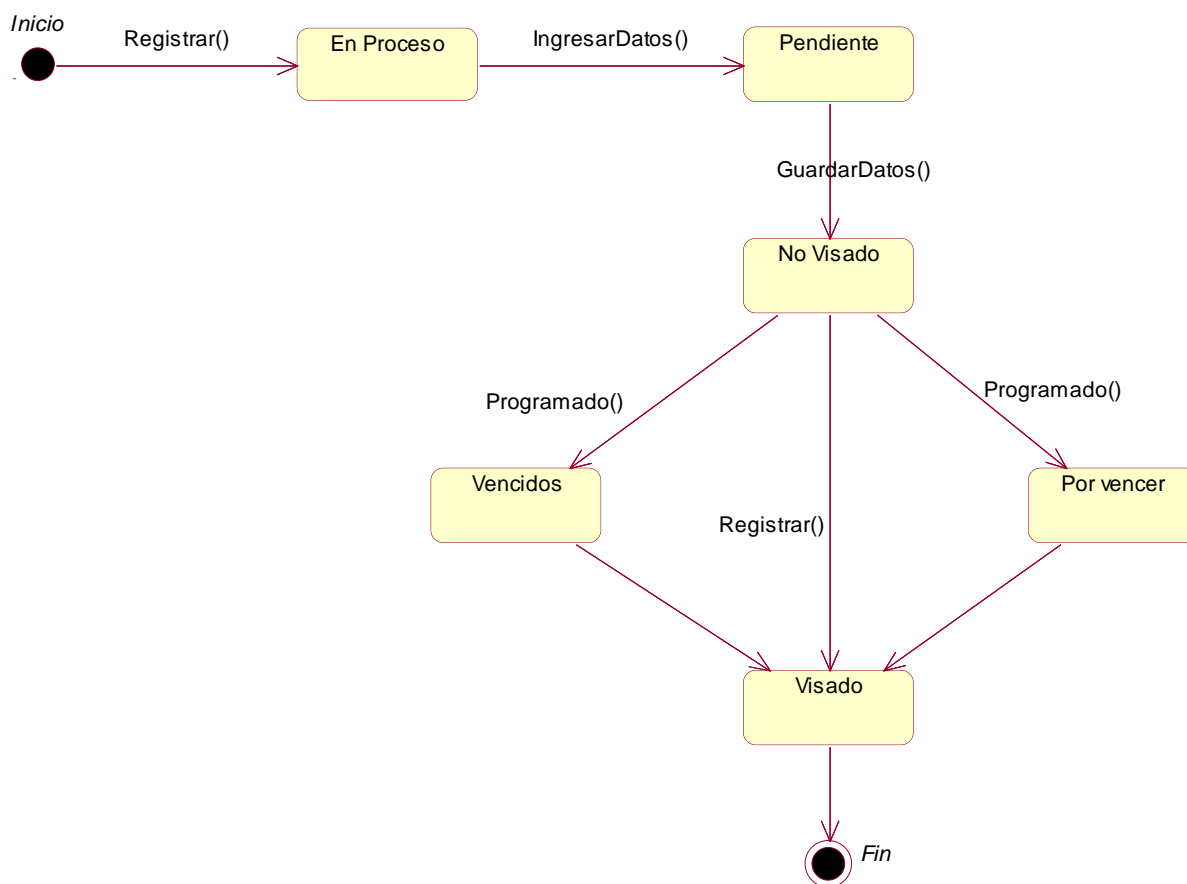 Inicio
Registrar()
En Proceso
IngresarDatos()
Pendiente
GuardarDatos()
No Visado
Programado()
Programado()
Vencidos
Por vencer
Registrar()
Visado
Fin